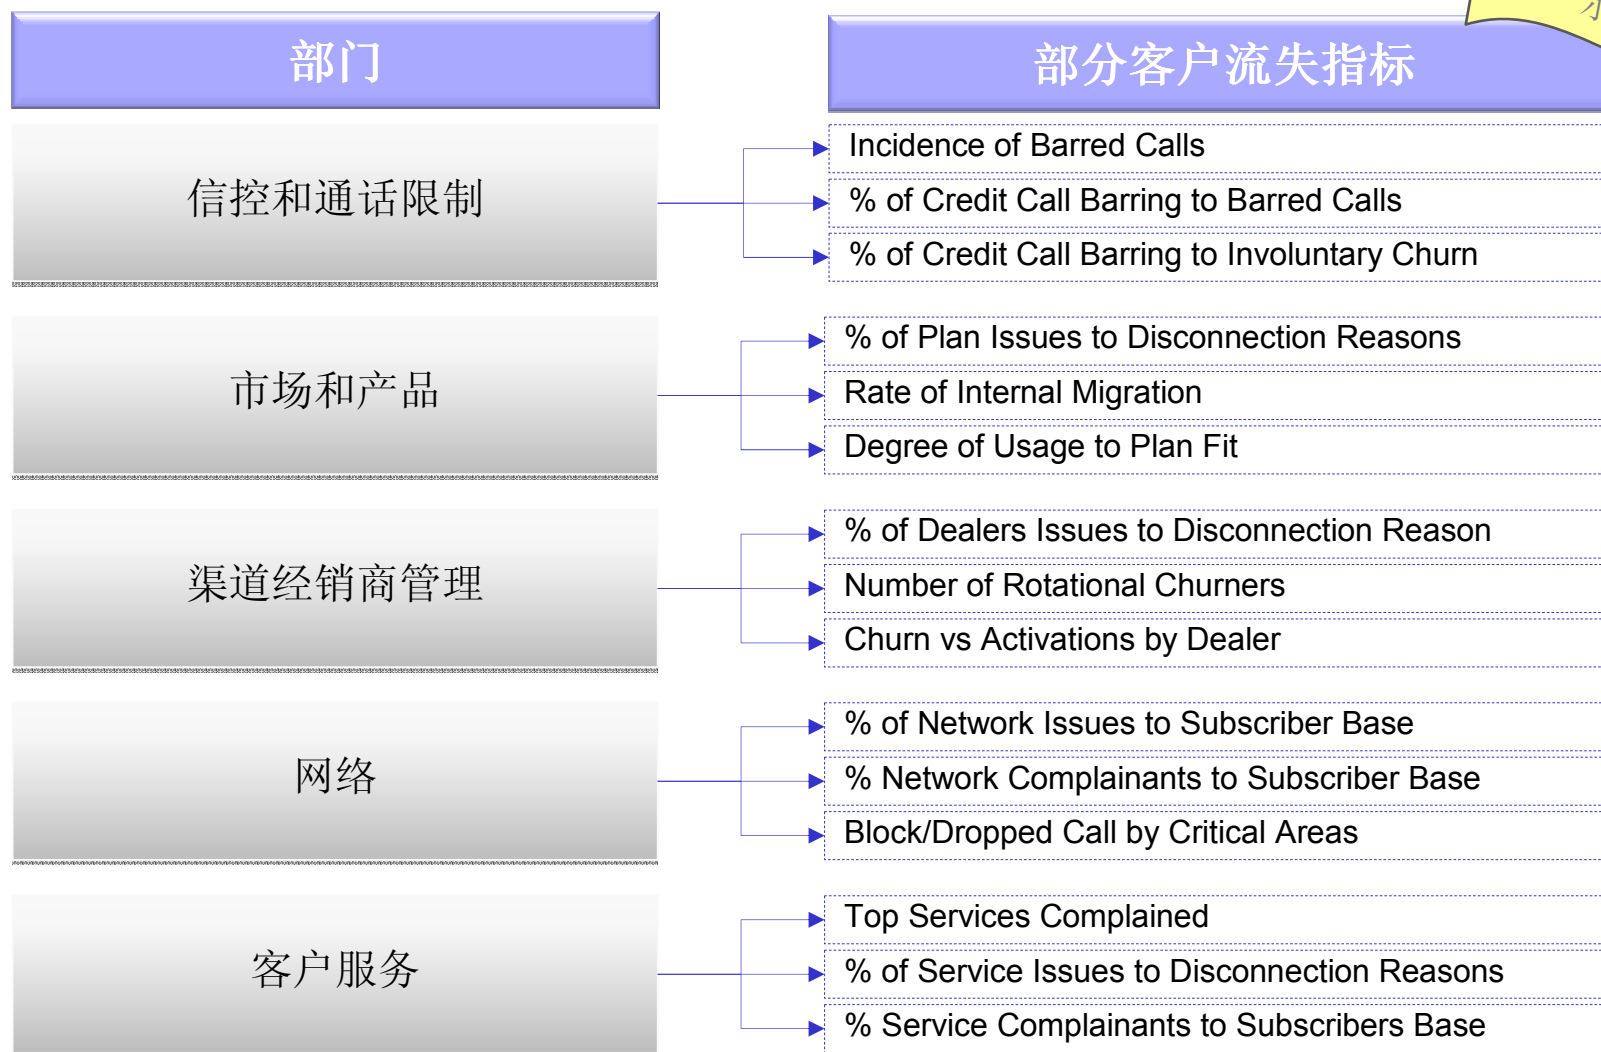 部门
部分客户流失指标
信控和通话限制
Incidence of Barred Calls
% of Credit Call Barring to Barred Calls
% of Credit Call Barring to Involuntary Churn
市场和产品
% of Plan Issues to Disconnection Reasons
Rate of Internal Migration
Degree of Usage to Plan Fit
渠道经销商管理
% of Dealers Issues to Disconnection Reason
Number of Rotational Churners
Churn vs Activations by Dealer
网络
% of Network Issues to Subscriber Base
% Network Complainants to Subscriber Base
Block/Dropped Call by Critical Areas
客户服务
Top Services Complained
% of Service Issues to Disconnection Reasons
% Service Complainants to Subscribers Base